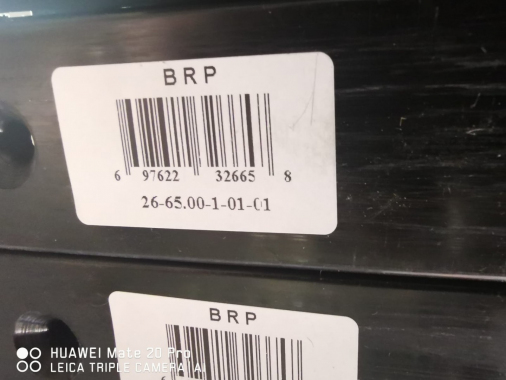 BRP
6 97622 32665 8
26-65.00-1-01-01
BRP
HUAWEI Mate 20 Pro
LEICA TRIPLE CAMERA | AI